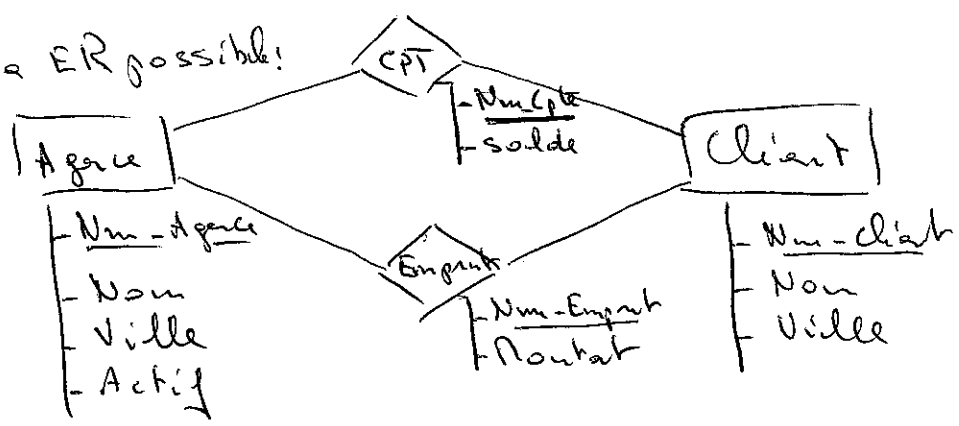 a ER possible!
CPT
- Num_Cpte
- Solde
Agence
- Num_Agence
- Nom
- Ville
- Actif
Emprunt
- Num_Emprunt
- Montant
Client
- Num_Client
- Nom
- Ville